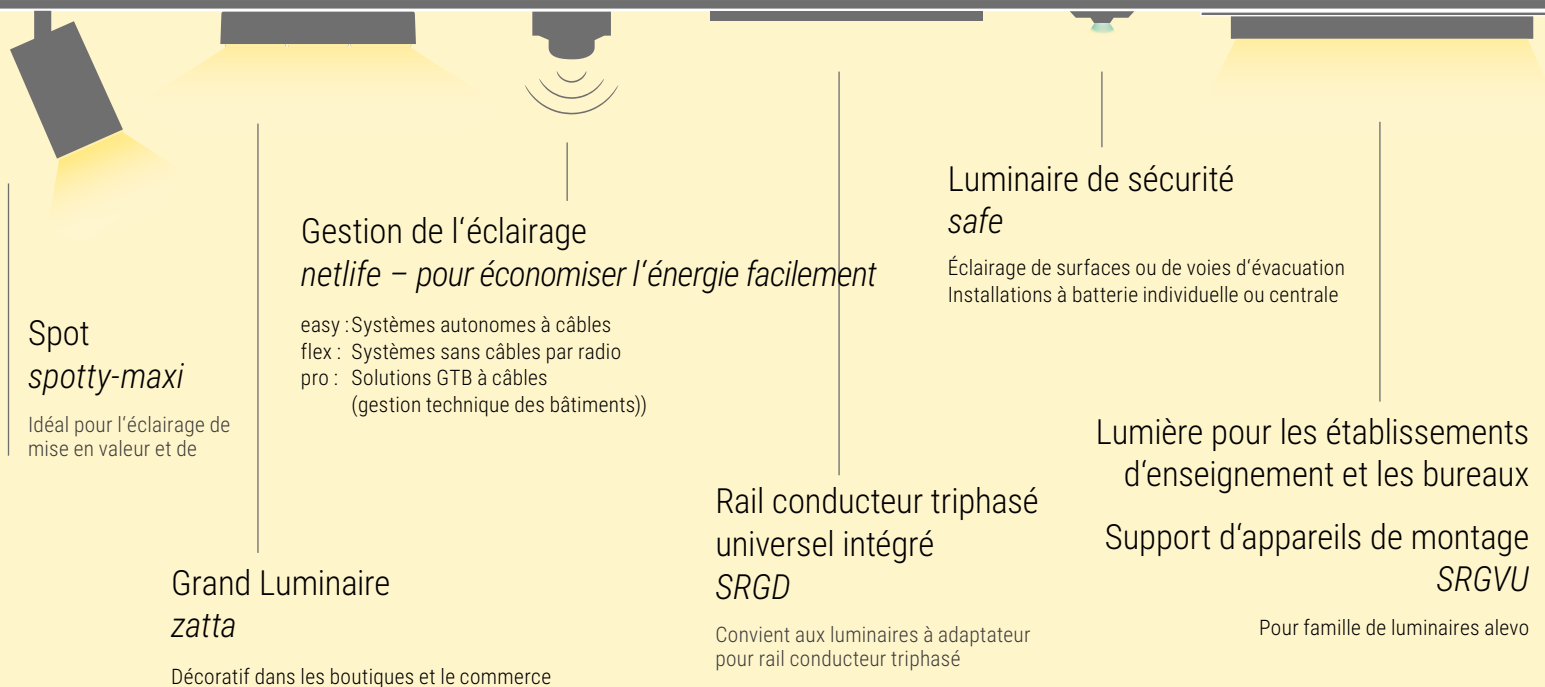 Spot
spotty-maxi
Idéal pour l‘éclairage de
mise en valeur et de
Grand Luminaire
zatta
Décoratif dans les boutiques et le commerce
Gestion de l‘éclairage
netlife – pour économiser l‘énergie facilement
easy : Systèmes autonomes à câbles
flex : Systèmes sans câbles par radio
pro : Solutions GTB à câbles
(gestion technique des bâtiments))
Rail conducteur triphasé
universel intégré
SRGD
Convient aux luminaires à adaptateur
pour rail conducteur triphasé
Luminaire de sécurité
safe
Éclairage de surfaces ou de voies d‘évacuation
Installations à batterie individuelle ou centrale
Lumière pour les établissements
d‘enseignement et les bureaux
Support d‘appareils de montage
SRGVU
Pour famille de luminaires alevo